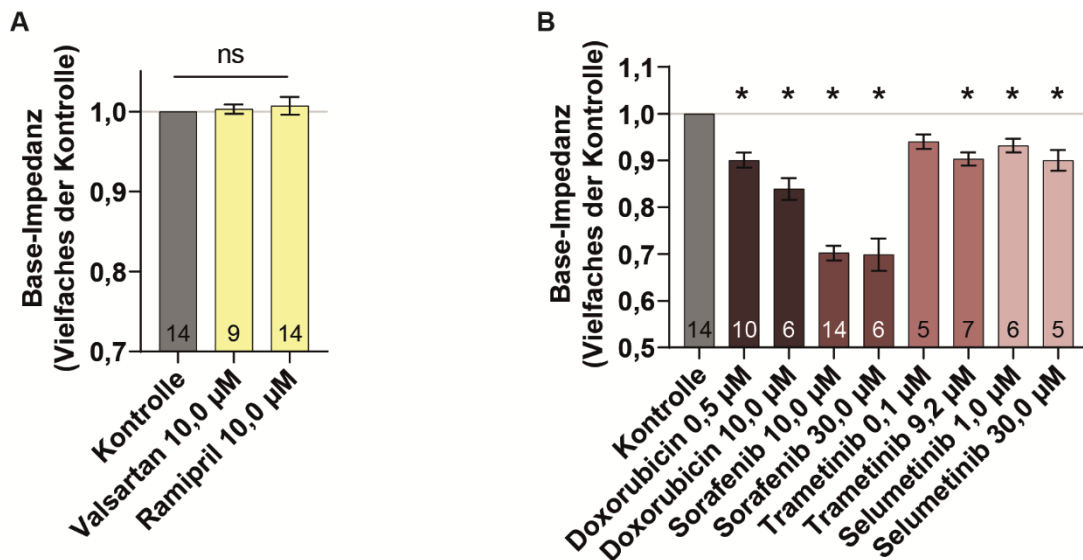 A
ns
Base-Impedanz
(Vielfaches der Kontrolle)
1,0
0,9
0,8
0,7
14
9
14
Kontrolle
Valsartan 10,0 µM
Ramipril 10,0 µM
B
Base-Impedanz
(Vielfaches der Kontrolle)
1,1
1,0
0,9
0,8
0,7
0,6
0,5
* * * * * * *
14
10
6
14
6
5
7
6
5
Kontrolle
Doxorubicin 0,5 µM
Doxorubicin 10,0 µM
Sorafenib 10,0 µM
Sorafenib 30,0 µM
Trametinib 0,1 µM
Trametinib 9,2 µM
Selumetinib 1,0 µM
Selumetinib 30,0 µM